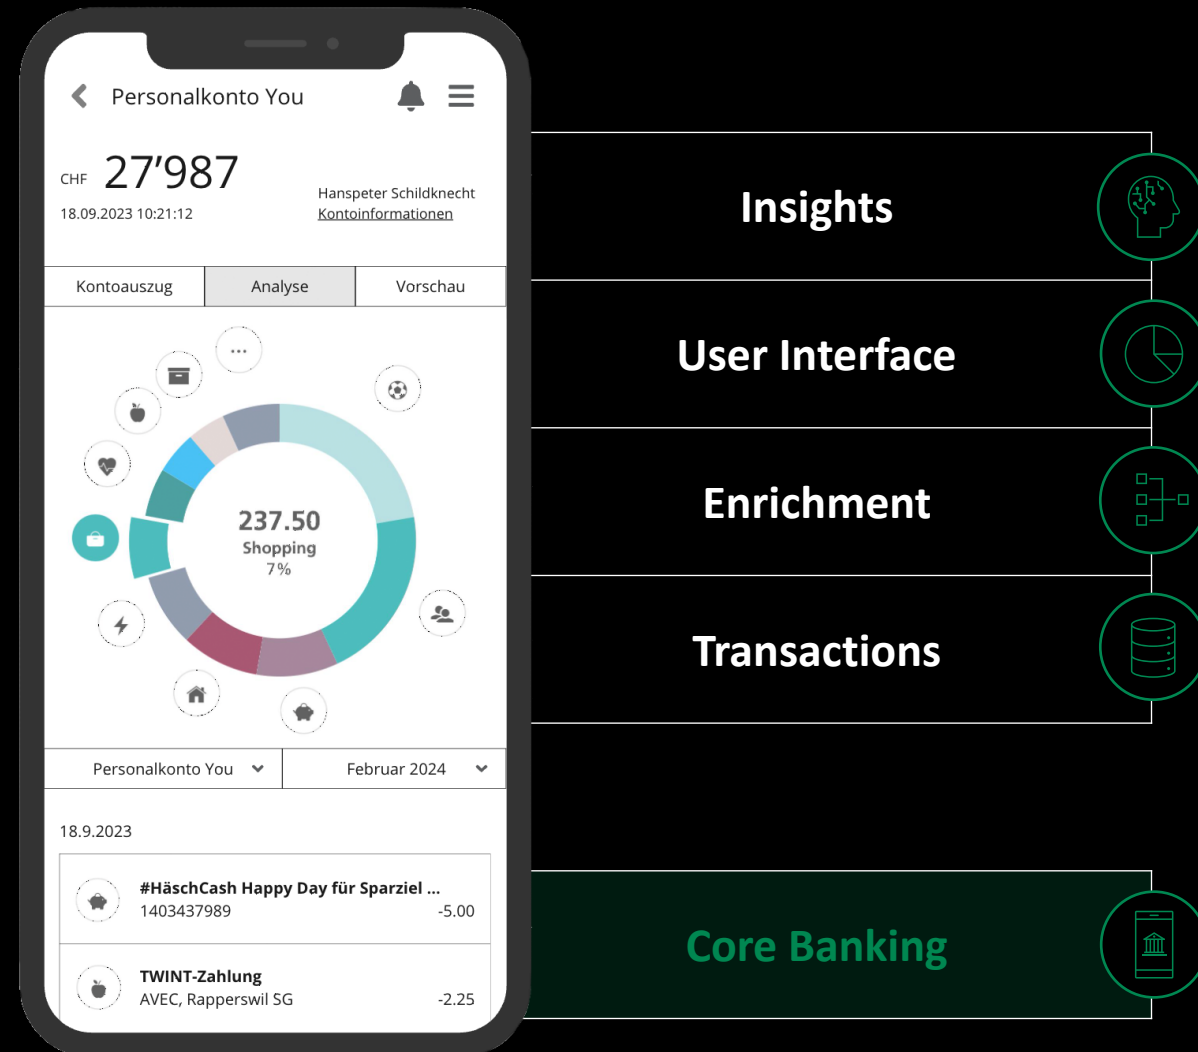 Personalkonto You
CHF 27’987
18.09.2023 10:21:12
Hanspeter Schildknecht
Kontoinformationen
Kontoauszug
Analyse
Vorschau
237.50
Shopping
7%
Personalkonto You
Februar 2024
18.9.2023
#HäschCash Happy Day für Sparziel ...
1403437989
-5.00
TWINT-Zahlung
AVEC, Rapperswil SG
-2.25
Insights
User Interface
Enrichment
Transactions
Core Banking